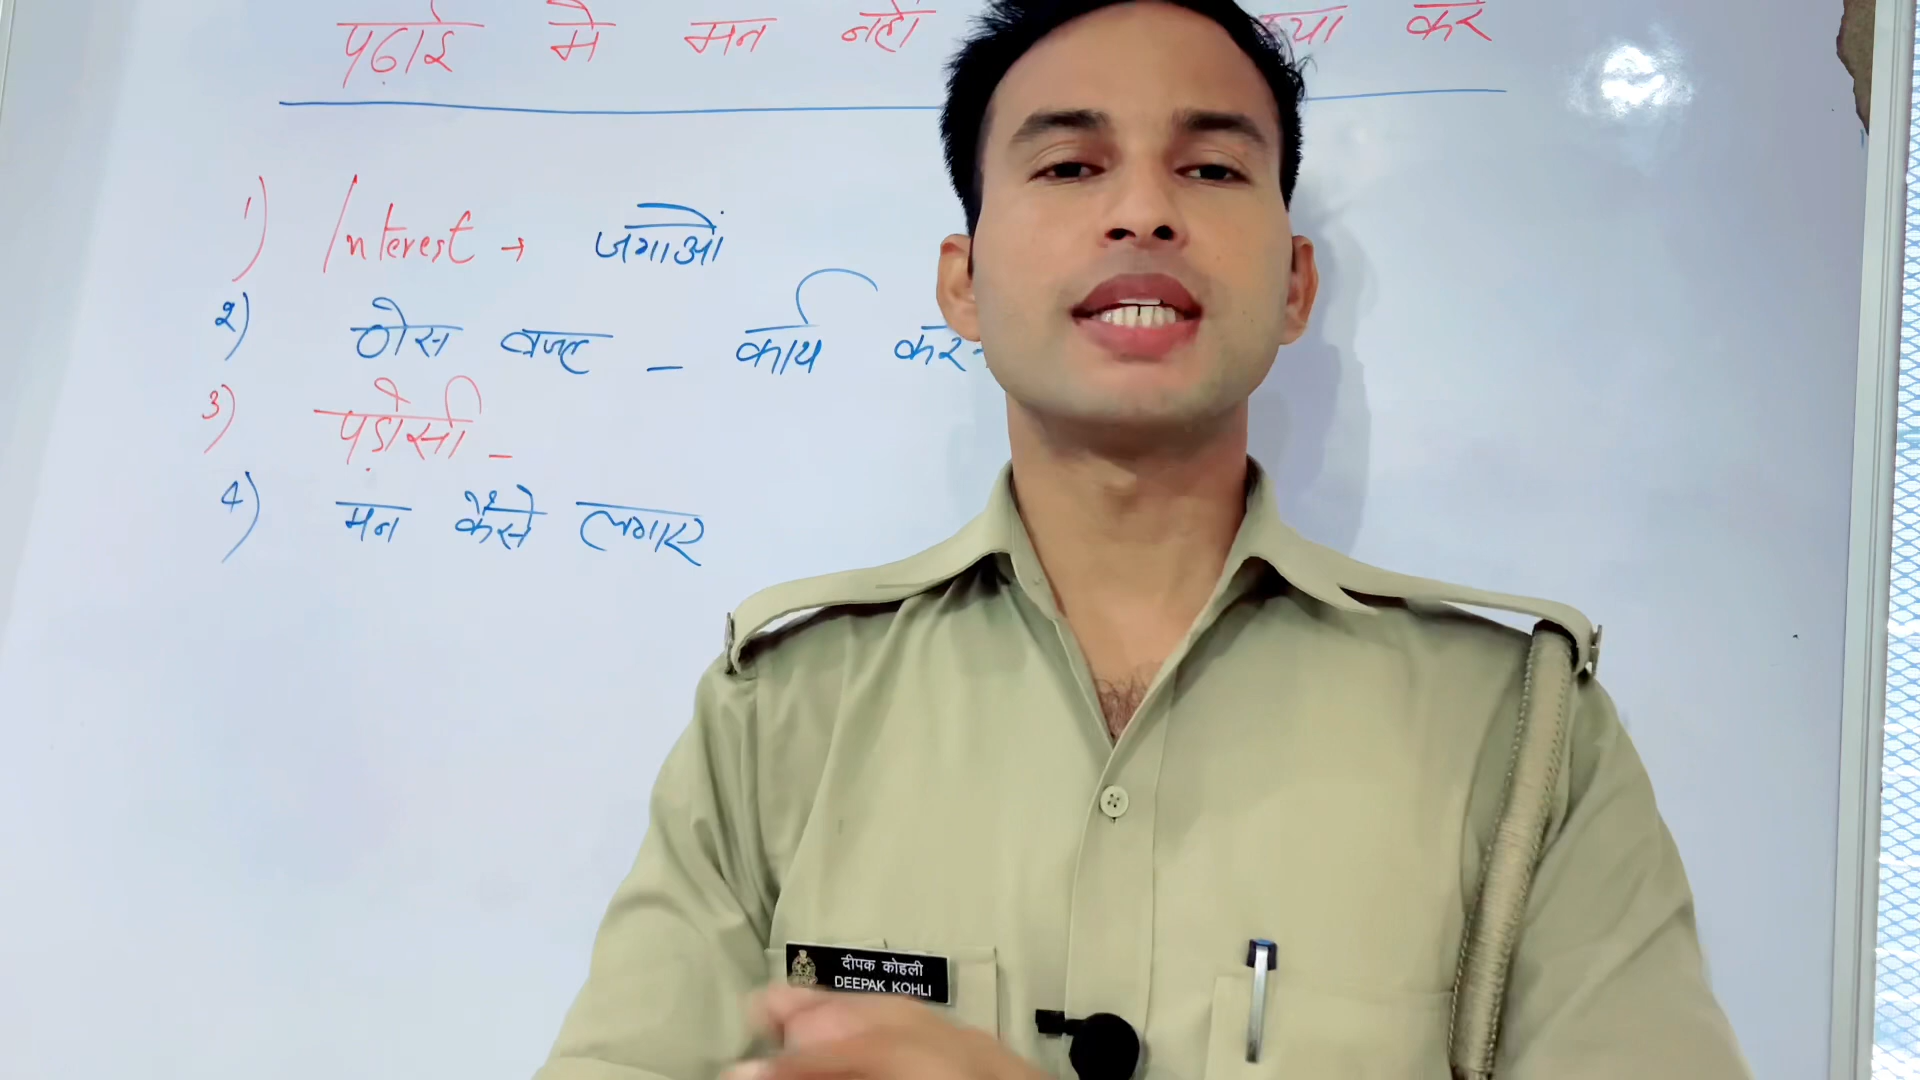 पढ़ाई मे मन नहीं क्या करे
1) Interest → जगाओं
2) ठोस वजह - कार्य कर
3) पड़ोसी -
4) मन कैसे लगाए
दीपक कोहली
DEEPAK KOHLI